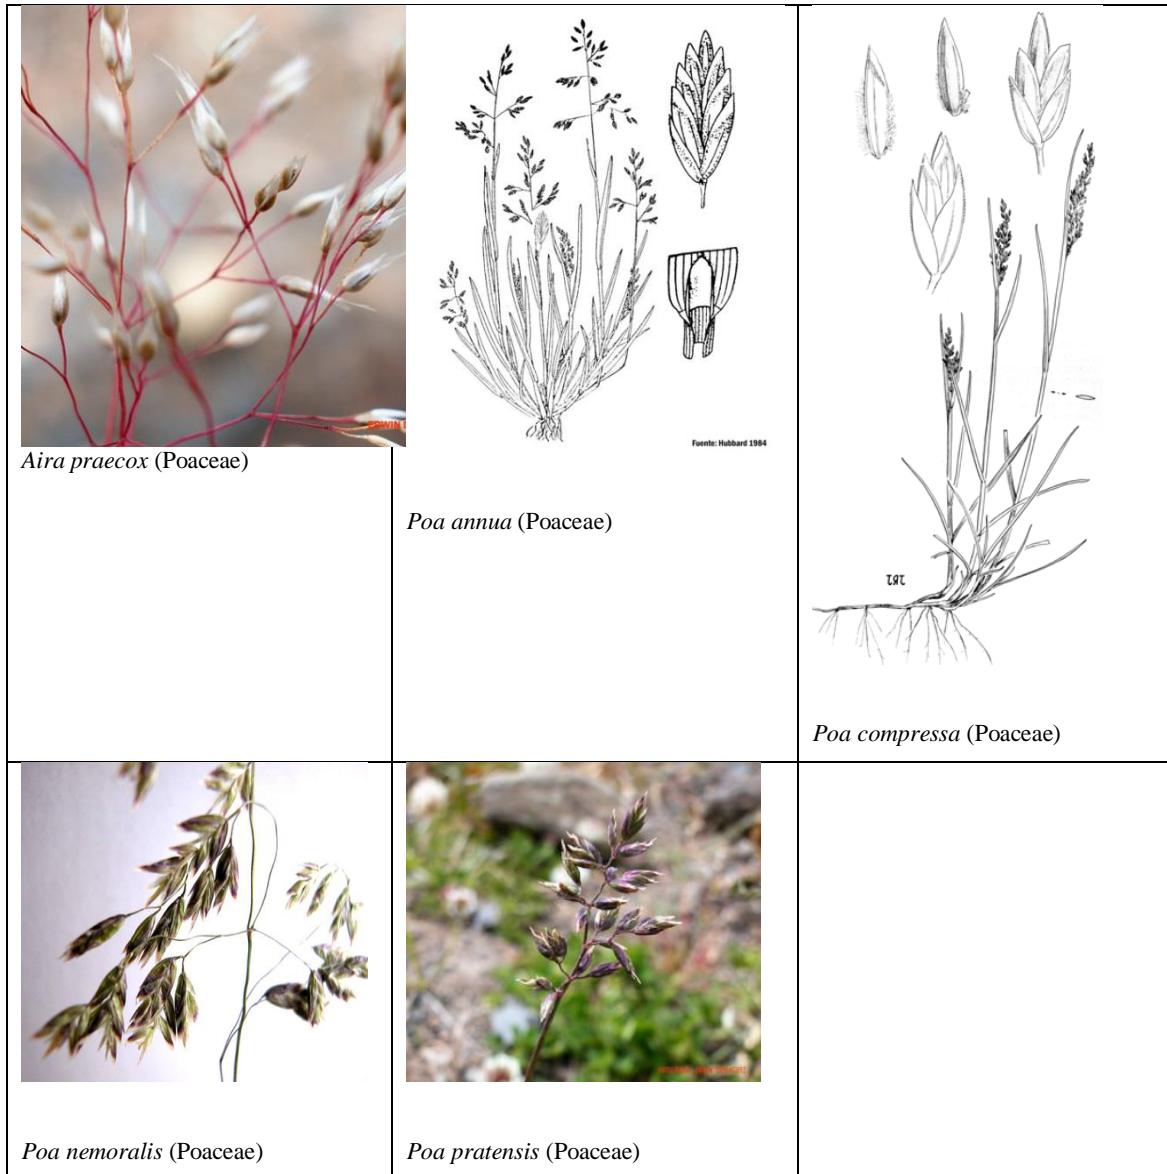 Aira praecox (Poaceae)
Fuente: Hubbard 1984
Poa annua (Poaceae)
Poa compressa (Poaceae)
Poa nemoralis (Poaceae)
Poa pratensis (Poaceae)